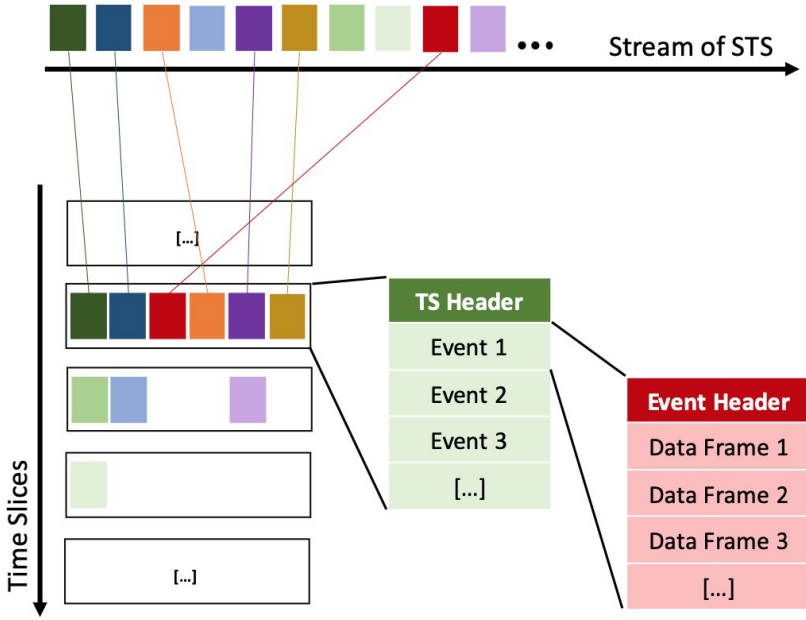 Stream of STS
Time Slices
[...]
TS Header
Event 1
Event 2
Event 3
[...]
Event Header
Data Frame 1
Data Frame 2
Data Frame 3
[...]
[...]